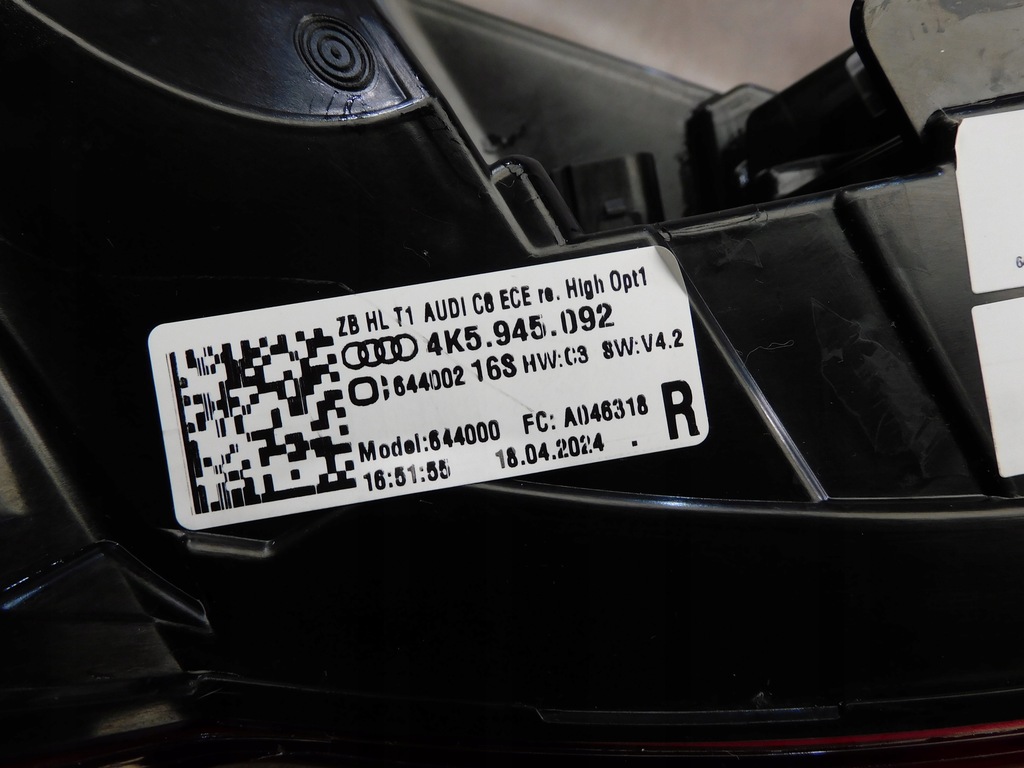 ZB HL T1 AUDI C8 ECE re. High Opt1
4K5.945.092
644002 16S HW:C3 SW:V4.2
Model:644000 FC: A046318
R
16:51:55 18.04.2024